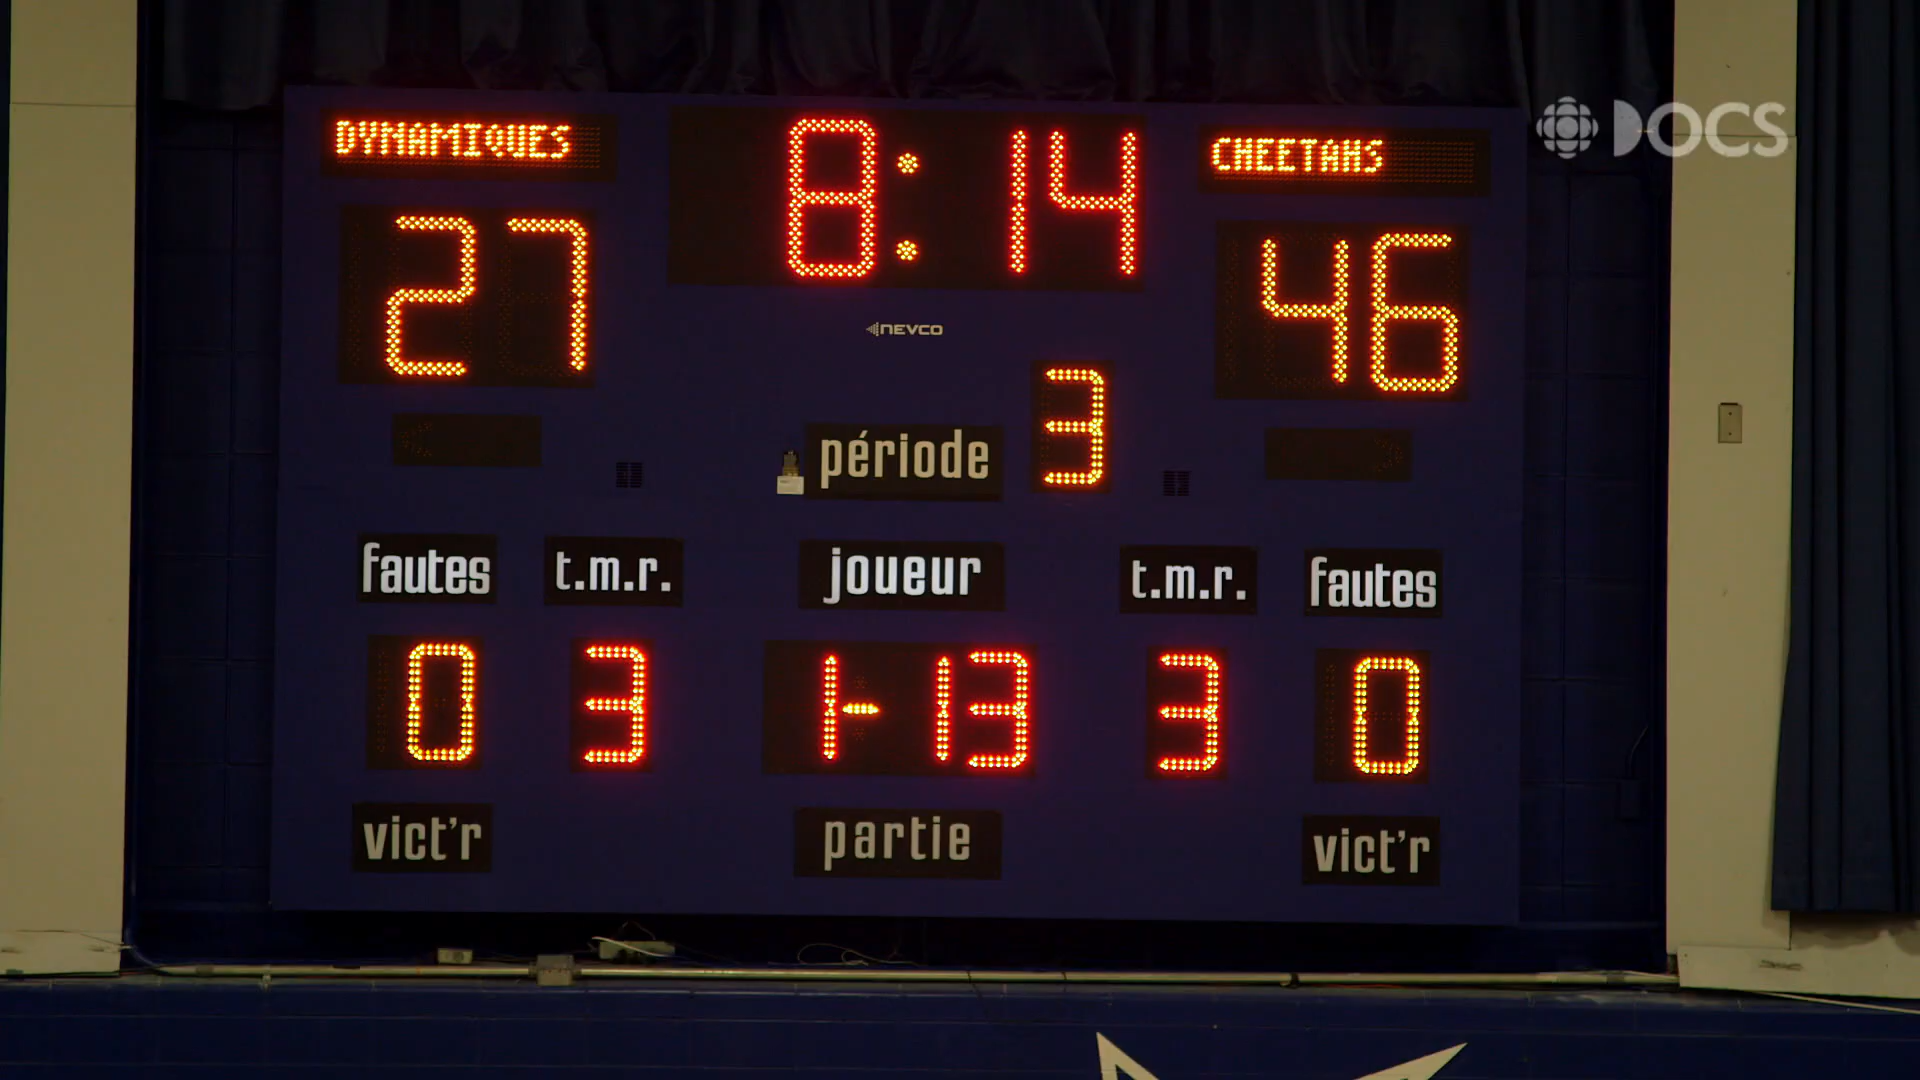 DYNAMIQUES 8:14 CHEETAHS
DOCS
27 46
NEVCO
période 3
fautes t.m.r. joueur t.m.r. fautes
0 3 1-13 3 0
vict'r partie vict'r